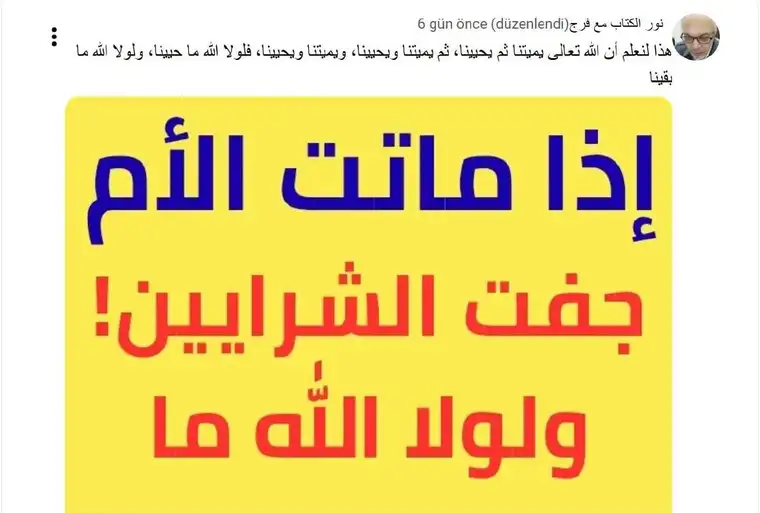 نور الكتاب مع فرج(düzenlendi) 6 gün önce
هذا لنعلم أن الله تعالى يميتنا ثم يحيينا، ثم يميتنا ويحيينا، ويميتنا ويحيينا، فلولا الله ما حيينا، ولولا الله ما
بقينا
إذا ماتت الأم
جفت الشرايين!
ولولا الله ما